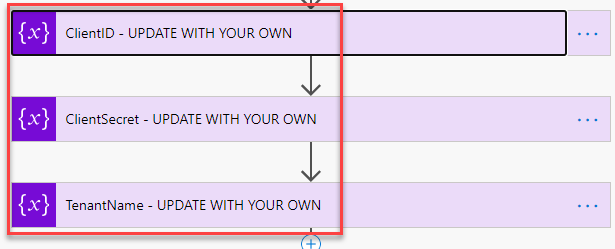 {x} ClientID - UPDATE WITH YOUR OWN ...
{x} ClientSecret - UPDATE WITH YOUR OWN ...
{x} TenantName - UPDATE WITH YOUR OWN ...